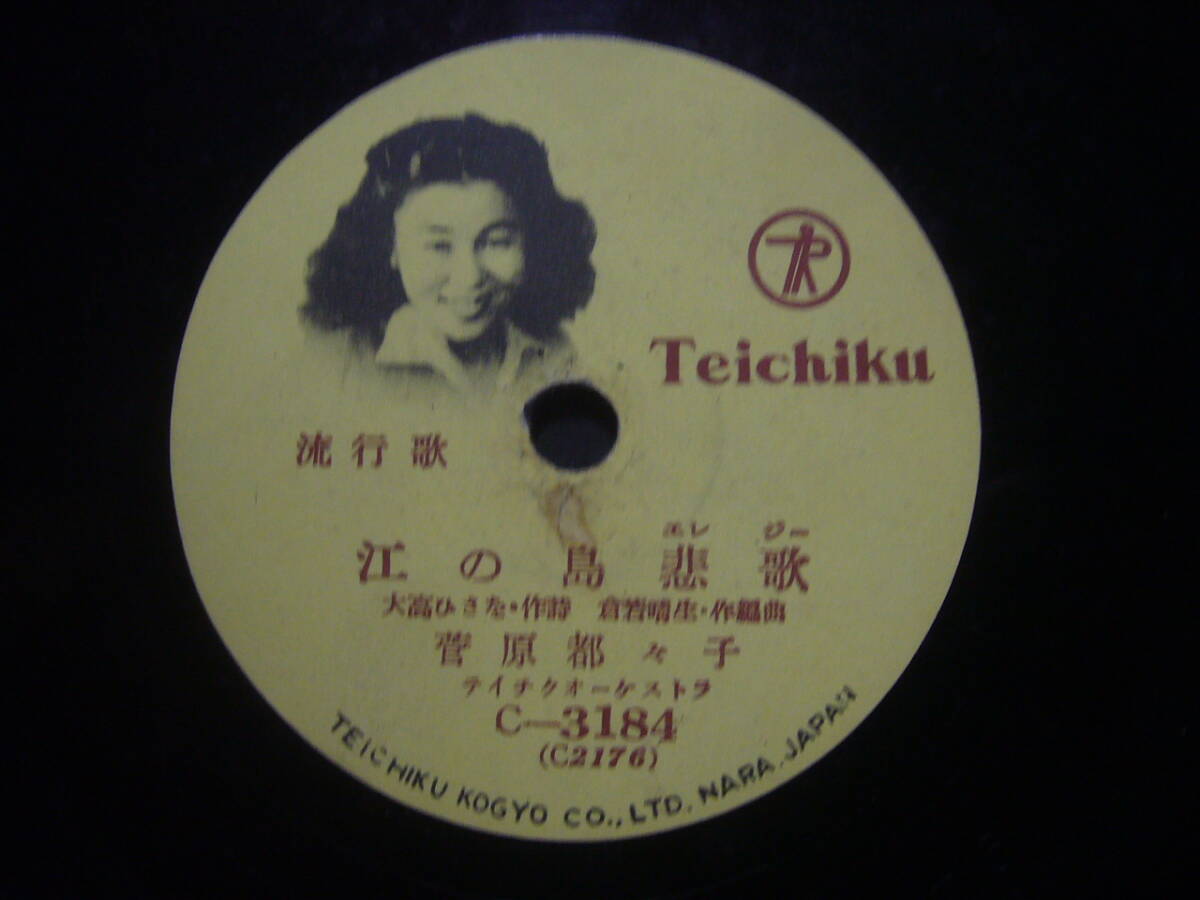 Teichiku
流行歌
エレジー
江の島悲歌
大高ひさを・作詩 倉若晴生・作編曲
菅原都々子
テイチクオーケストラ
C-3184
(C2176)
TEICHIKU KOGYO CO., LTD. NARA. JAPAN